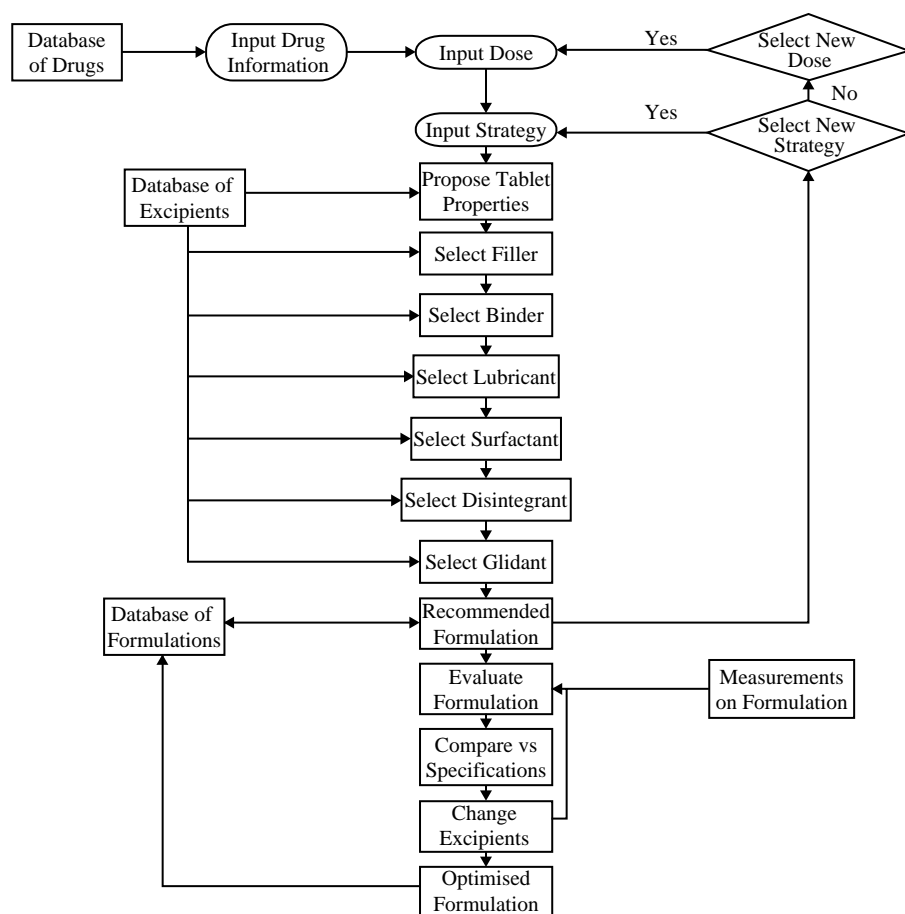 Database
of Drugs
Input Drug
Information
Input Dose
Yes
Select New
Dose
No
Input Strategy
Yes
Select New
Strategy
Database of
Excipients
Propose Tablet
Properties
Select Filler
Select Binder
Select Lubricant
Select Surfactant
Select Disintegrant
Select Glidant
Database of
Formulations
Recommended
Formulation
Evaluate
Formulation
Measurements
on Formulation
Compare vs
Specifications
Change
Excipients
Optimised
Formulation